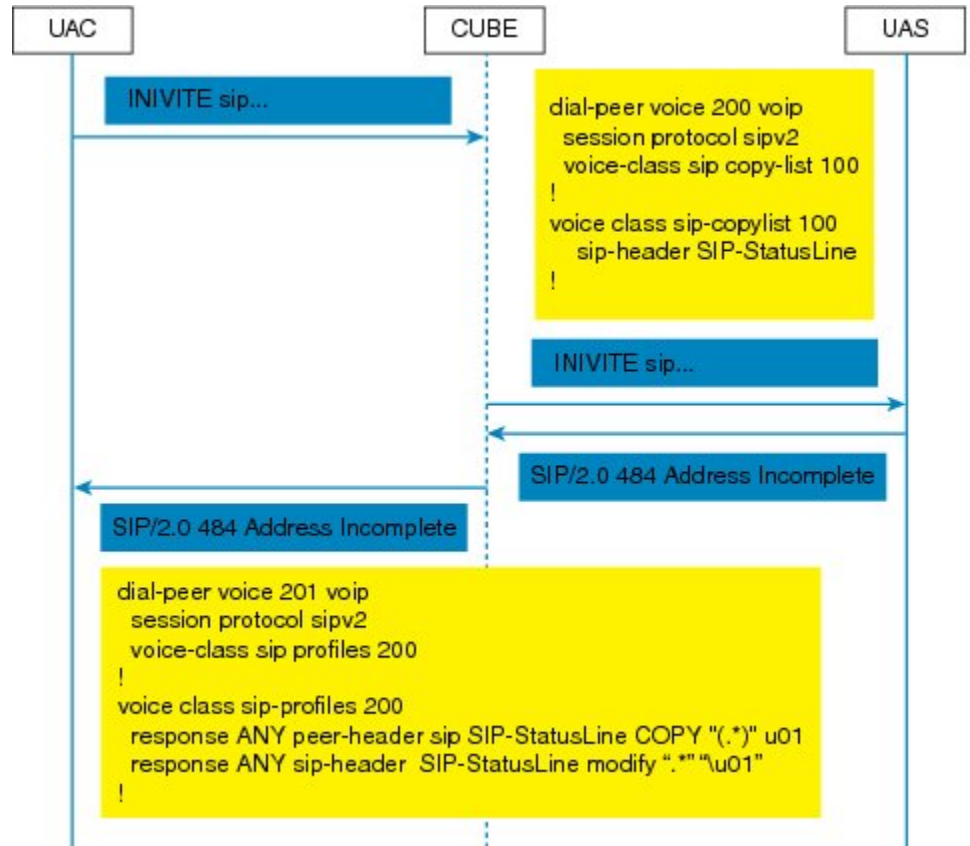 UAC
CUBE
UAS
INIVITE sip...
dial-peer voice 200 voip
session protocol sipv2
voice-class sip copy-list 100
!
voice class sip-copylist 100
sip-header SIP-StatusLine
!
INIVITE sip...
SIP/2.0 484 Address Incomplete
SIP/2.0 484 Address Incomplete
dial-peer voice 201 voip
session protocol sipv2
voice-class sip profiles 200
!
voice class sip-profiles 200
response ANY peer-header sip SIP-StatusLine COPY "(.*)" u01
response ANY sip-header SIP-StatusLine modify “.*” “\u01”
!